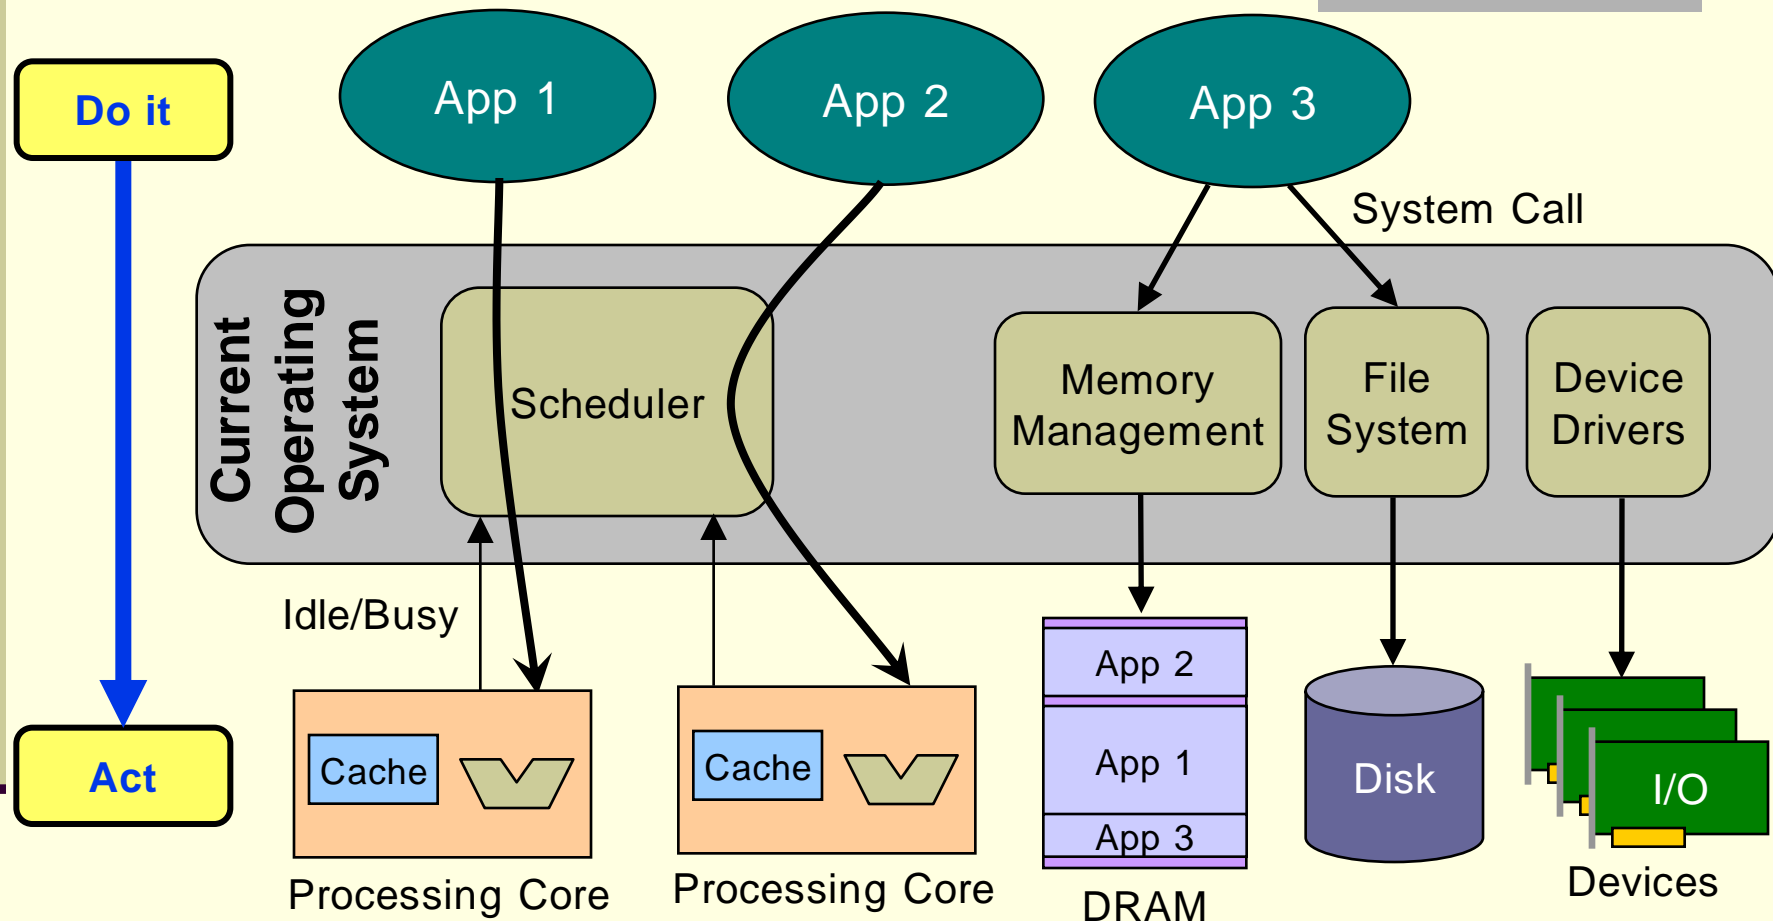 Do it
App 1
App 2
App 3
System Call
Current
Operating
System
Scheduler
Memory
Management
File
System
Device
Drivers
Idle/Busy
Act
Cache
Cache
App 2
App 1
App 3
Disk
I/O
Processing Core
Processing Core
DRAM
Devices